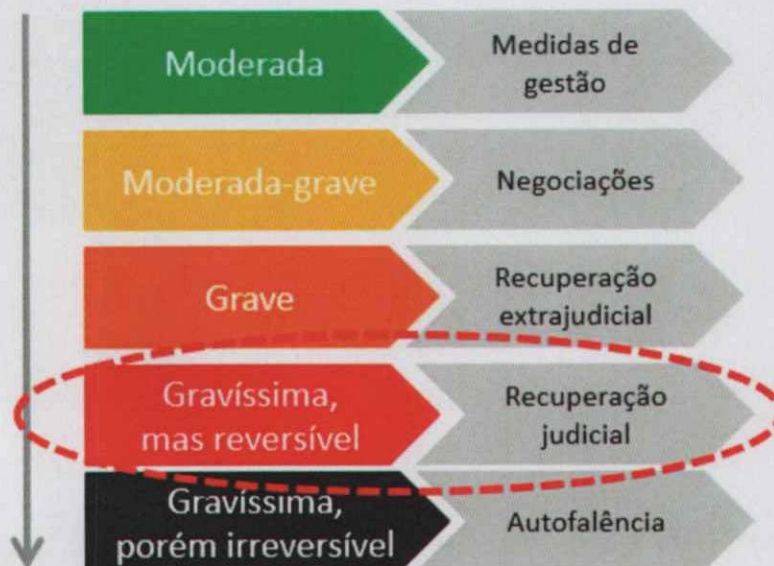 Moderada
Medidas de
gestão
Moderada-grave
Negociações
Grave
Recuperação
extrajudicial
Gravíssima,
mas reversível
Recuperação
judicial
Gravíssima,
porém irreversível
Autofalência